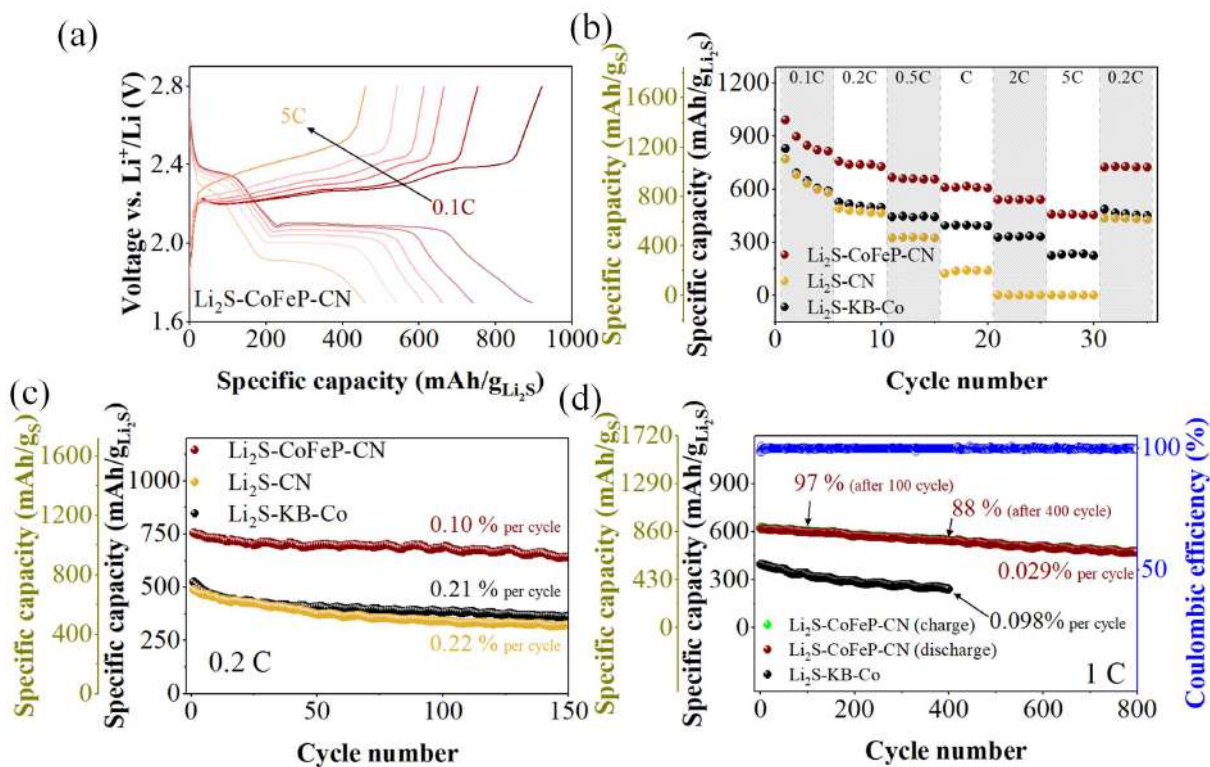 (a)
Voltage vs. Li⁺/Li (V)
2.8
2.4
2.0
1.6
5C
0.1C
Li₂S-CoFeP-CN
0 200 400 600 800 1000
Specific capacity (mAh/g_Li₂S)
(b)
Specific capacity (mAh/g_S)
1600
1200
800
400
0
Specific capacity (mAh/g_Li₂S)
1200
900
600
300
0
0.1C 0.2C 0.5C C 2C 5C 0.2C
Li₂S-CoFeP-CN
Li₂S-CN
Li₂S-KB-Co
0 10 20 30
Cycle number
(c)
Specific capacity (mAh/g_S)
1600
1200
800
400
0
Specific capacity (mAh/g_Li₂S)
1000
750
500
250
0
Li₂S-CoFeP-CN
Li₂S-CN
Li₂S-KB-Co
0.10 % per cycle
0.21 % per cycle
0.22 % per cycle
0.2 C
0 50 100 150
Cycle number
(d)
Specific capacity (mAh/g_S)
1720
1290
860
430
0
Specific capacity (mAh/g_Li₂S)
900
600
300
0
97 % (after 100 cycle)
88 % (after 400 cycle)
0.029% per cycle
0.098% per cycle
Li₂S-CoFeP-CN (charge)
Li₂S-CoFeP-CN (discharge)
Li₂S-KB-Co
1 C
100
50
Coulombic efficiency (%)
0 200 400 600 800
Cycle number